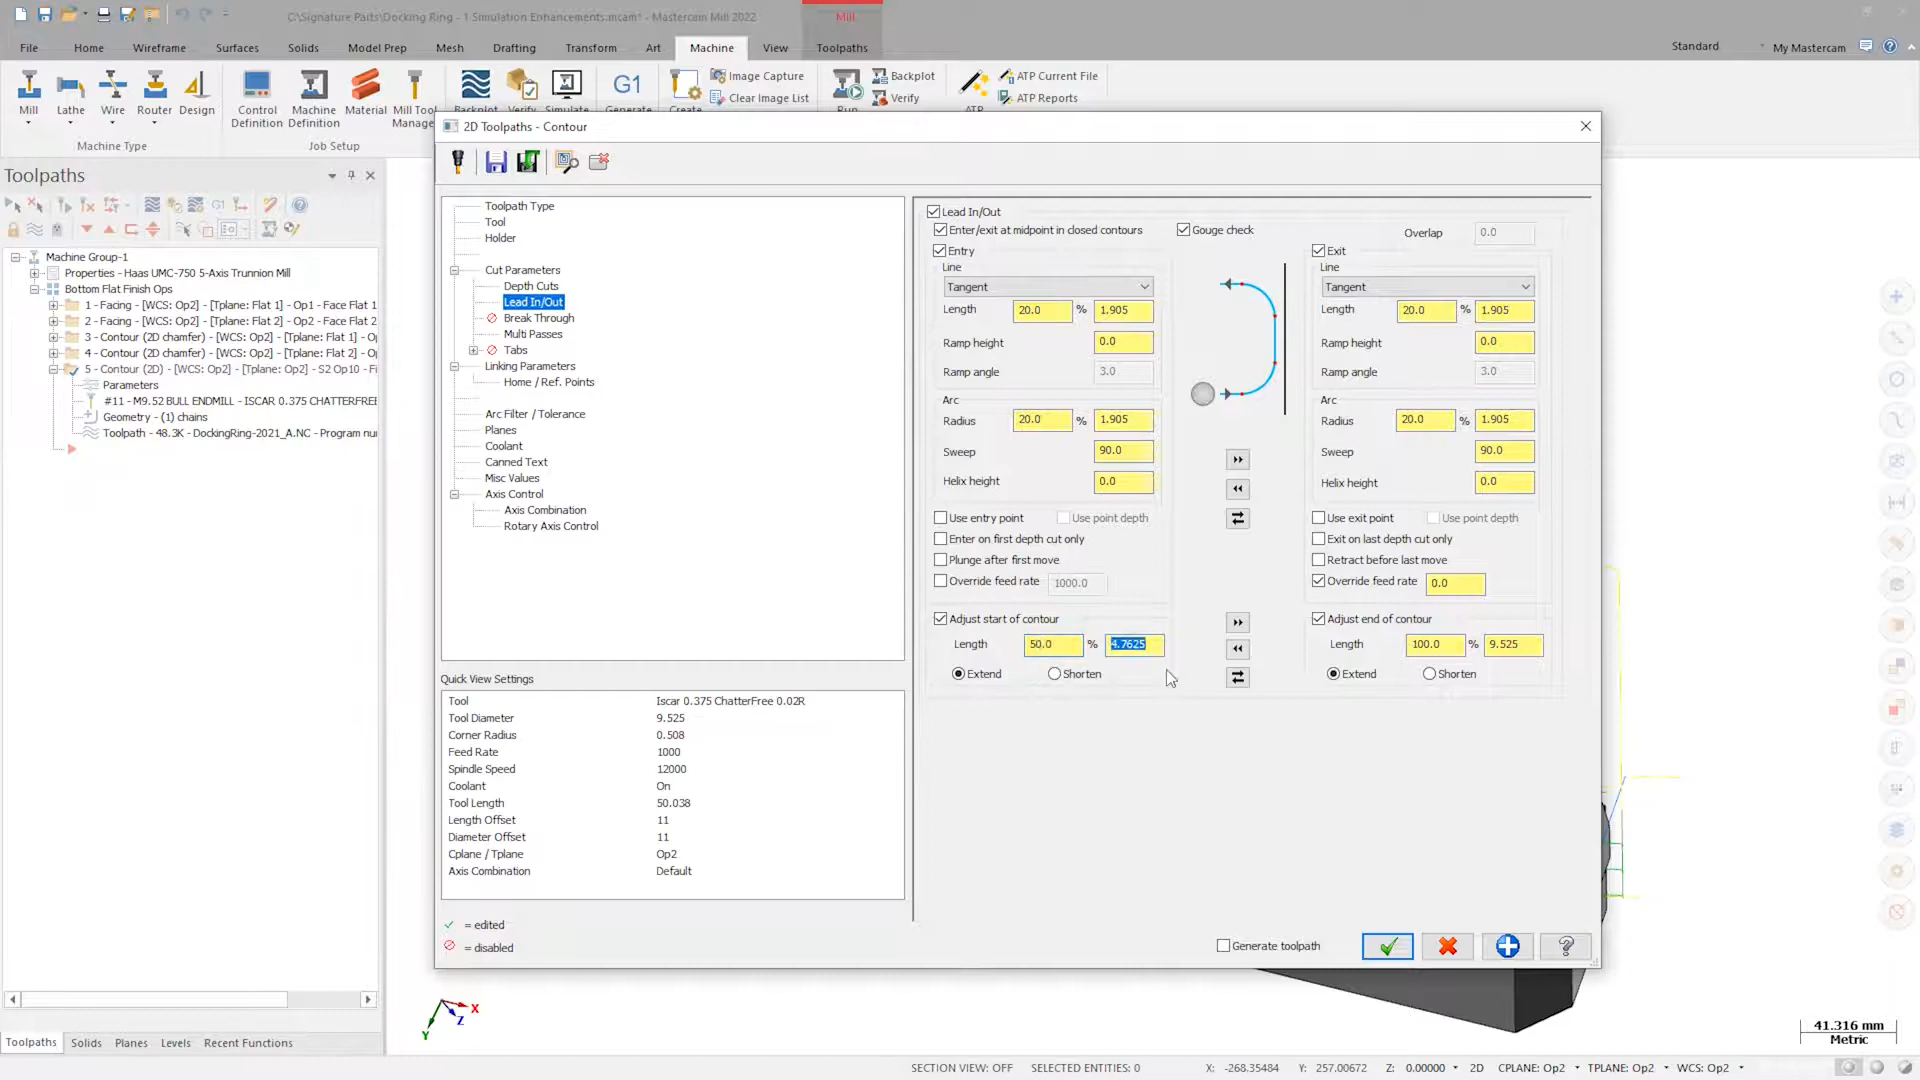 C:\Signature Parts\Docking Ring - 1 Simulation Enhancements.mcam* - Mastercam Mill 2022
Mill
File Home Wireframe Surfaces Solids Model Prep Mesh Drafting Transform Art Machine View Toolpaths
Standard My Mastercam
Mill Lathe Wire Router Design
Control Definition
Machine Definition
Material
Mill Tool Manage
Backplot Verify Simulate
G1
Generate
Create
Image Capture
Clear Image List
Run
Backplot
Verify
ATP
ATP Current File
ATP Reports
Machine Type
Job Setup
2D Toolpaths - Contour
Toolpaths
G1
Machine Group-1
Properties - Haas UMC-750 5-Axis Trunnion Mill
Bottom Flat Finish Ops
1 - Facing - [WCS: Op2] - [Tplane: Flat 1] - Op1 - Face Flat 1
2 - Facing - [WCS: Op2] - [Tplane: Flat 2] - Op2 - Face Flat 2
3 - Contour (2D chamfer) - [WCS: Op2] - [Tplane: Flat 1] - O
4 - Contour (2D chamfer) - [WCS: Op2] - [Tplane: Flat 2] - O
5 - Contour (2D) - [WCS: Op2] - [Tplane: Op2] - S2 Op10 - Fi
Parameters
#11 - M9.52 BULL ENDMILL - ISCAR 0.375 CHATTERFREE
Geometry - (1) chains
Toolpath - 48.3K - DockingRing-2021_A.NC - Program nu
Toolpath Type
Tool
Holder
Cut Parameters
Depth Cuts
Lead In/Out
Break Through
Multi Passes
Tabs
Linking Parameters
Home / Ref. Points
Arc Filter / Tolerance
Planes
Coolant
Canned Text
Misc Values
Axis Control
Axis Combination
Rotary Axis Control
Lead In/Out
Enter/exit at midpoint in closed contours
Gouge check
Overlap 0.0
Entry
Line
Tangent
Length 20.0 % 1.905
Ramp height 0.0
Ramp angle 3.0
Arc
Radius 20.0 % 1.905
Sweep 90.0
Helix height 0.0
Use entry point
Use point depth
Enter on first depth cut only
Plunge after first move
Override feed rate 1000.0
Adjust start of contour
Length 50.0 % 4.7625
Extend Shorten
Exit
Line
Tangent
Length 20.0 % 1.905
Ramp height 0.0
Ramp angle 3.0
Arc
Radius 20.0 % 1.905
Sweep 90.0
Helix height 0.0
Use exit point
Use point depth
Exit on last depth cut only
Retract before last move
Override feed rate 0.0
Adjust end of contour
Length 100.0 % 9.525
Extend Shorten
Quick View Settings
Tool Iscar 0.375 ChatterFree 0.02R
Tool Diameter 9.525
Corner Radius 0.508
Feed Rate 1000
Spindle Speed 12000
Coolant On
Tool Length 50.038
Length Offset 11
Diameter Offset 11
Cplane / Tplane Op2
Axis Combination Default
= edited
= disabled
Generate toolpath
X
Z
Y
41.316 mm
Metric
Toolpaths Solids Planes Levels Recent Functions
SECTION VIEW: OFF SELECTED ENTITIES: 0 X: -268.35484 Y: 257.00672 Z: 0.00000 2D CPLANE: Op2 TPLANE: Op2 WCS: Op2